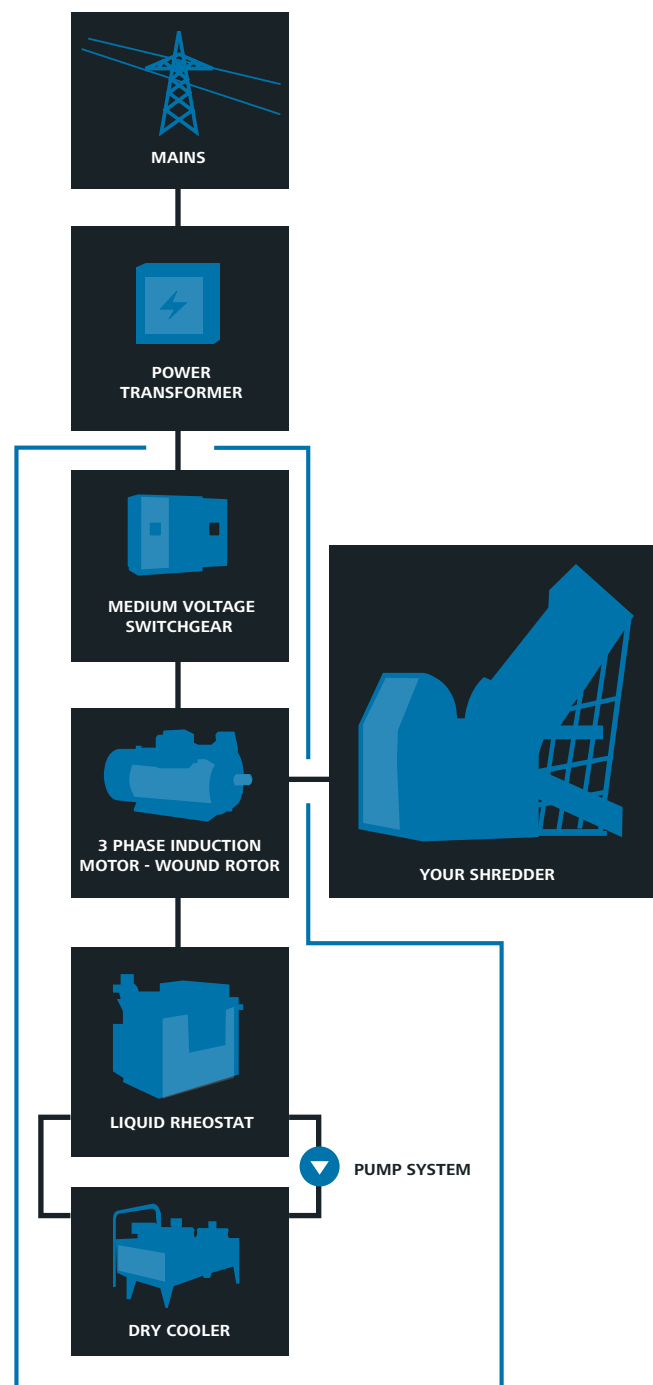 MAINS
POWER
TRANSFORMER
MEDIUM VOLTAGE
SWITCHGEAR
3 PHASE INDUCTION
MOTOR - WOUND ROTOR
YOUR SHREDDER
LIQUID RHEOSTAT
PUMP SYSTEM
DRY COOLER